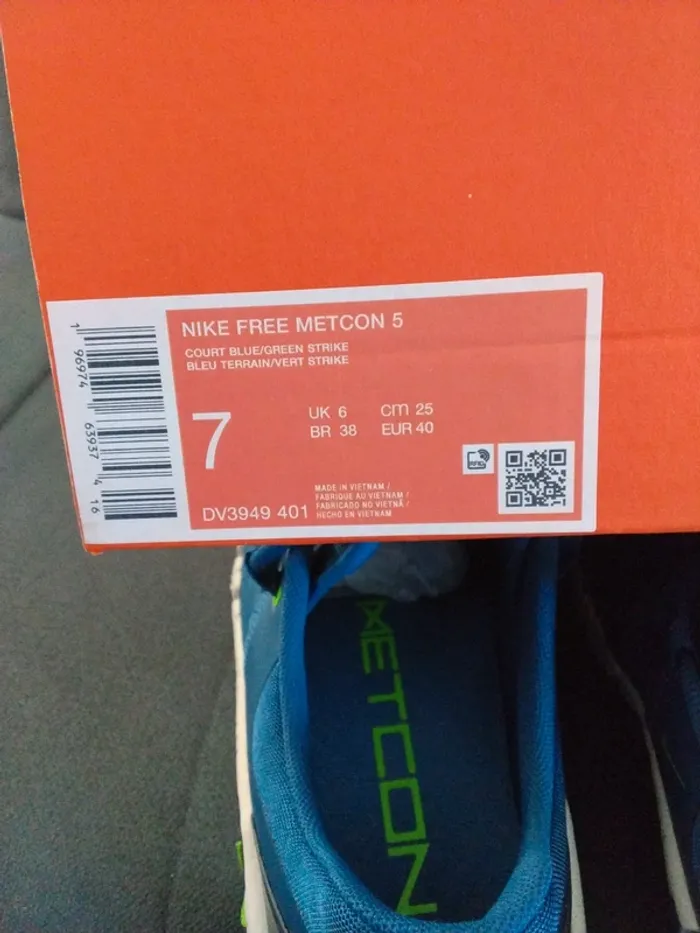 NIKE FREE METCON 5
COURT BLUE/GREEN STRIKE
BLEU TERRAIN/VERT STRIKE
7
UK 6 cm 25
BR 38 EUR 40
RFID
MADE IN VIETNAM /
FABRIQUE AU VIETNAM /
FABRICADO NO VIETNÃ /
HECHO EN VIETNAM
DV3949 401
1 96974 63937 4 16
METCON